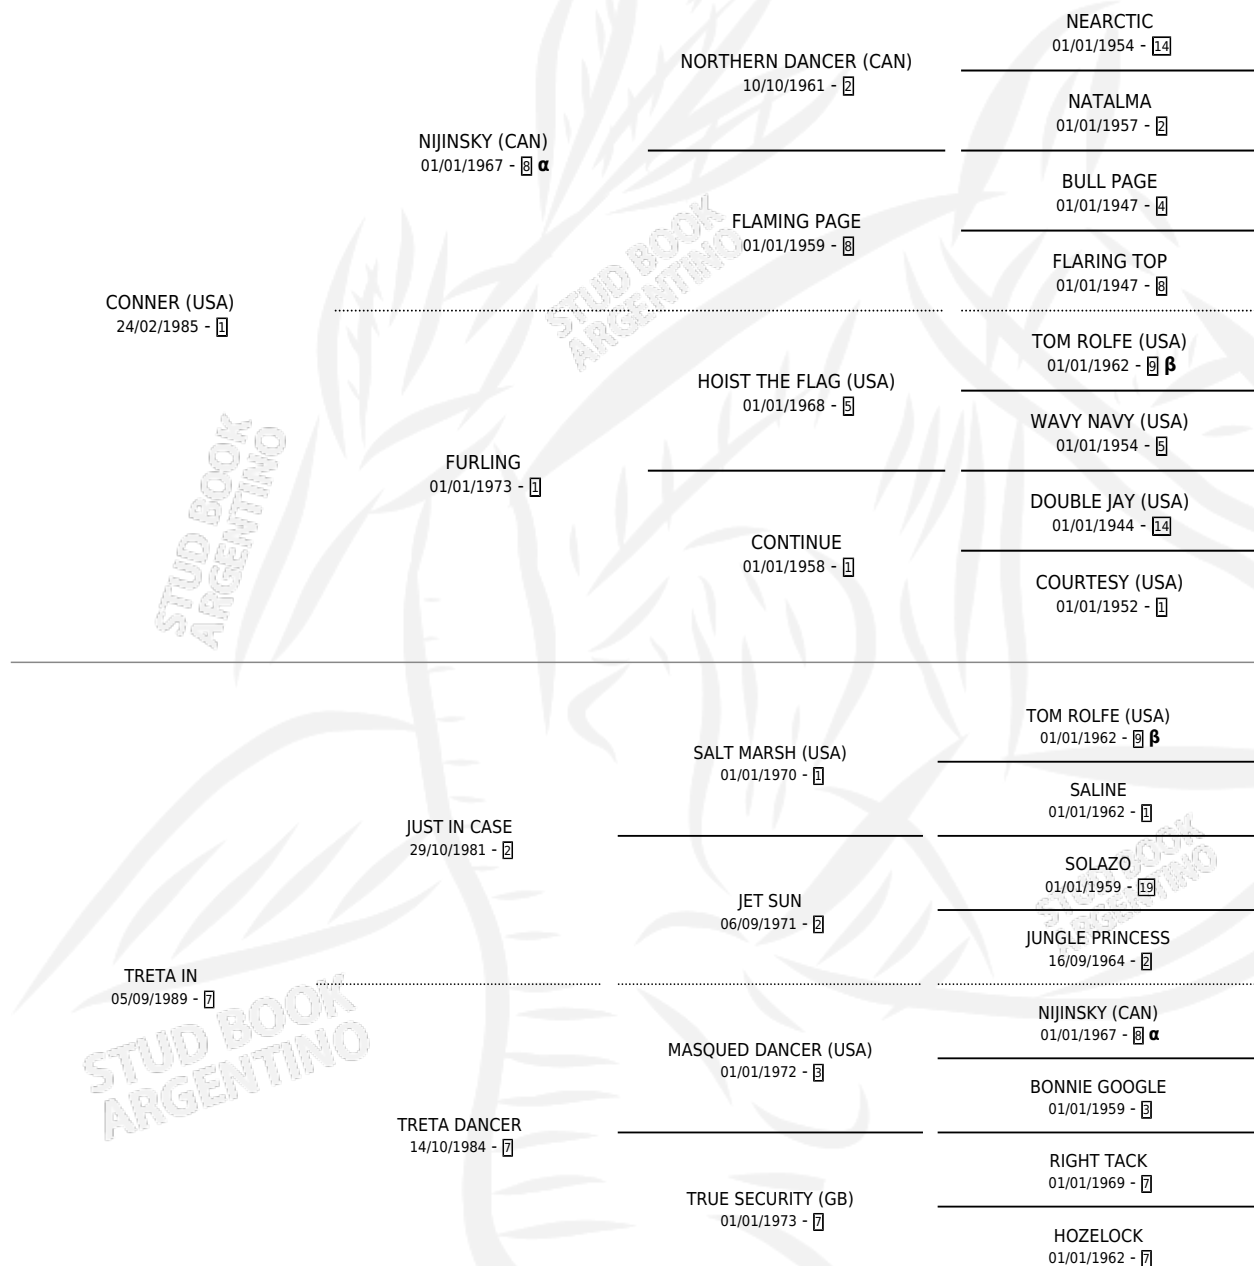 NEARCTIC
01/01/1954 - 14
NORTHERN DANCER (CAN)
10/10/1961 - 2
NATALMA
01/01/1957 - 2
NIJINSKY (CAN)
01/01/1967 - 8 α
BULL PAGE
01/01/1947 - 4
FLAMING PAGE
01/01/1959 - 8
FLARING TOP
01/01/1947 - 8
CONNER (USA)
24/02/1985 - 1
TOM ROLFE (USA)
01/01/1962 - 9 β
HOIST THE FLAG (USA)
01/01/1968 - 5
WAVY NAVY (USA)
01/01/1954 - 5
FURLING
01/01/1973 - 1
DOUBLE JAY (USA)
01/01/1944 - 14
CONTINUE
01/01/1958 - 1
COURTESY (USA)
01/01/1952 - 1
TOM ROLFE (USA)
01/01/1962 - 9 β
SALT MARSH (USA)
01/01/1970 - 1
SALINE
01/01/1962 - 1
JUST IN CASE
29/10/1981 - 2
SOLAZO
01/01/1959 - 19
JET SUN
06/09/1971 - 2
JUNGLE PRINCESS
16/09/1964 - 2
TRETA IN
05/09/1989 - 7
NIJINSKY (CAN)
01/01/1967 - 8 α
MASQUED DANCER (USA)
01/01/1972 - 3
BONNIE GOOGLE
01/01/1959 - 3
TRETA DANCER
14/10/1984 - 7
RIGHT TACK
01/01/1969 - 7
TRUE SECURITY (GB)
01/01/1973 - 7
HOZELOCK
01/01/1962 - 7
STUD BOOK
ARGENTINO
STUD BOOK
ARGENTINO
STUD BOOK
ARGENTINO
STUD BOOK
ARGENTINO